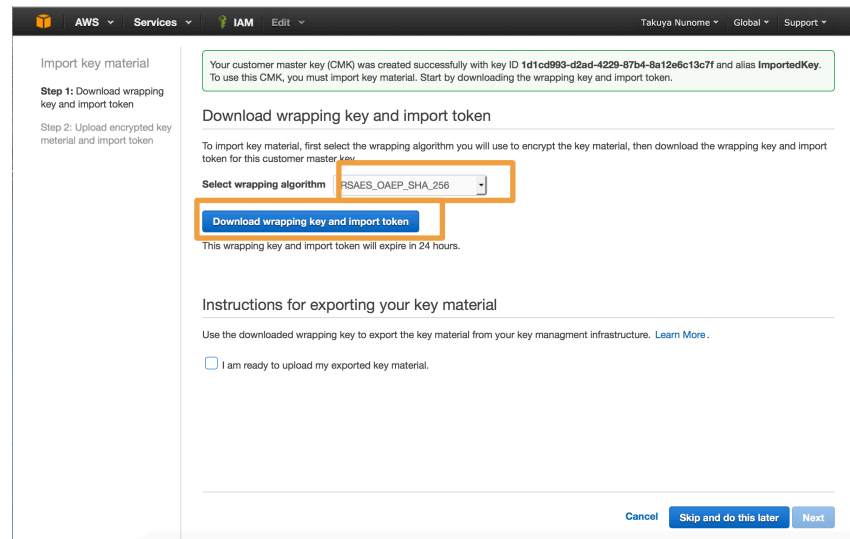 AWS Services IAM Edit Takuya Nunome Global Support
Import key material
Step 1: Download wrapping
key and import token
Step 2: Upload encrypted key
meterial and import token
Your customer master key (CMK) was created successfully with key ID 1d1cd993-d2ad-4229-87b4-8a12e6c13c7f and alias ImportedKey.
To use this CMK, you must import key material. Start by downloading the wrapping key and import token.
Download wrapping key and import token
To import key material, first select the wrapping algorithm you will use to encrypt the key material, then download the wrapping key and import
token for this customer master key.
Select wrapping algorithm RSAES_OAEP_SHA_256
Download wrapping key and import token
This wrapping key and import token will expire in 24 hours.
Instructions for exporting your key material
Use the downloaded wrapping key to export the key material from your key managment infrastructure. Learn More.
I am ready to upload my exported key material.
Cancel Skip and do this later Next